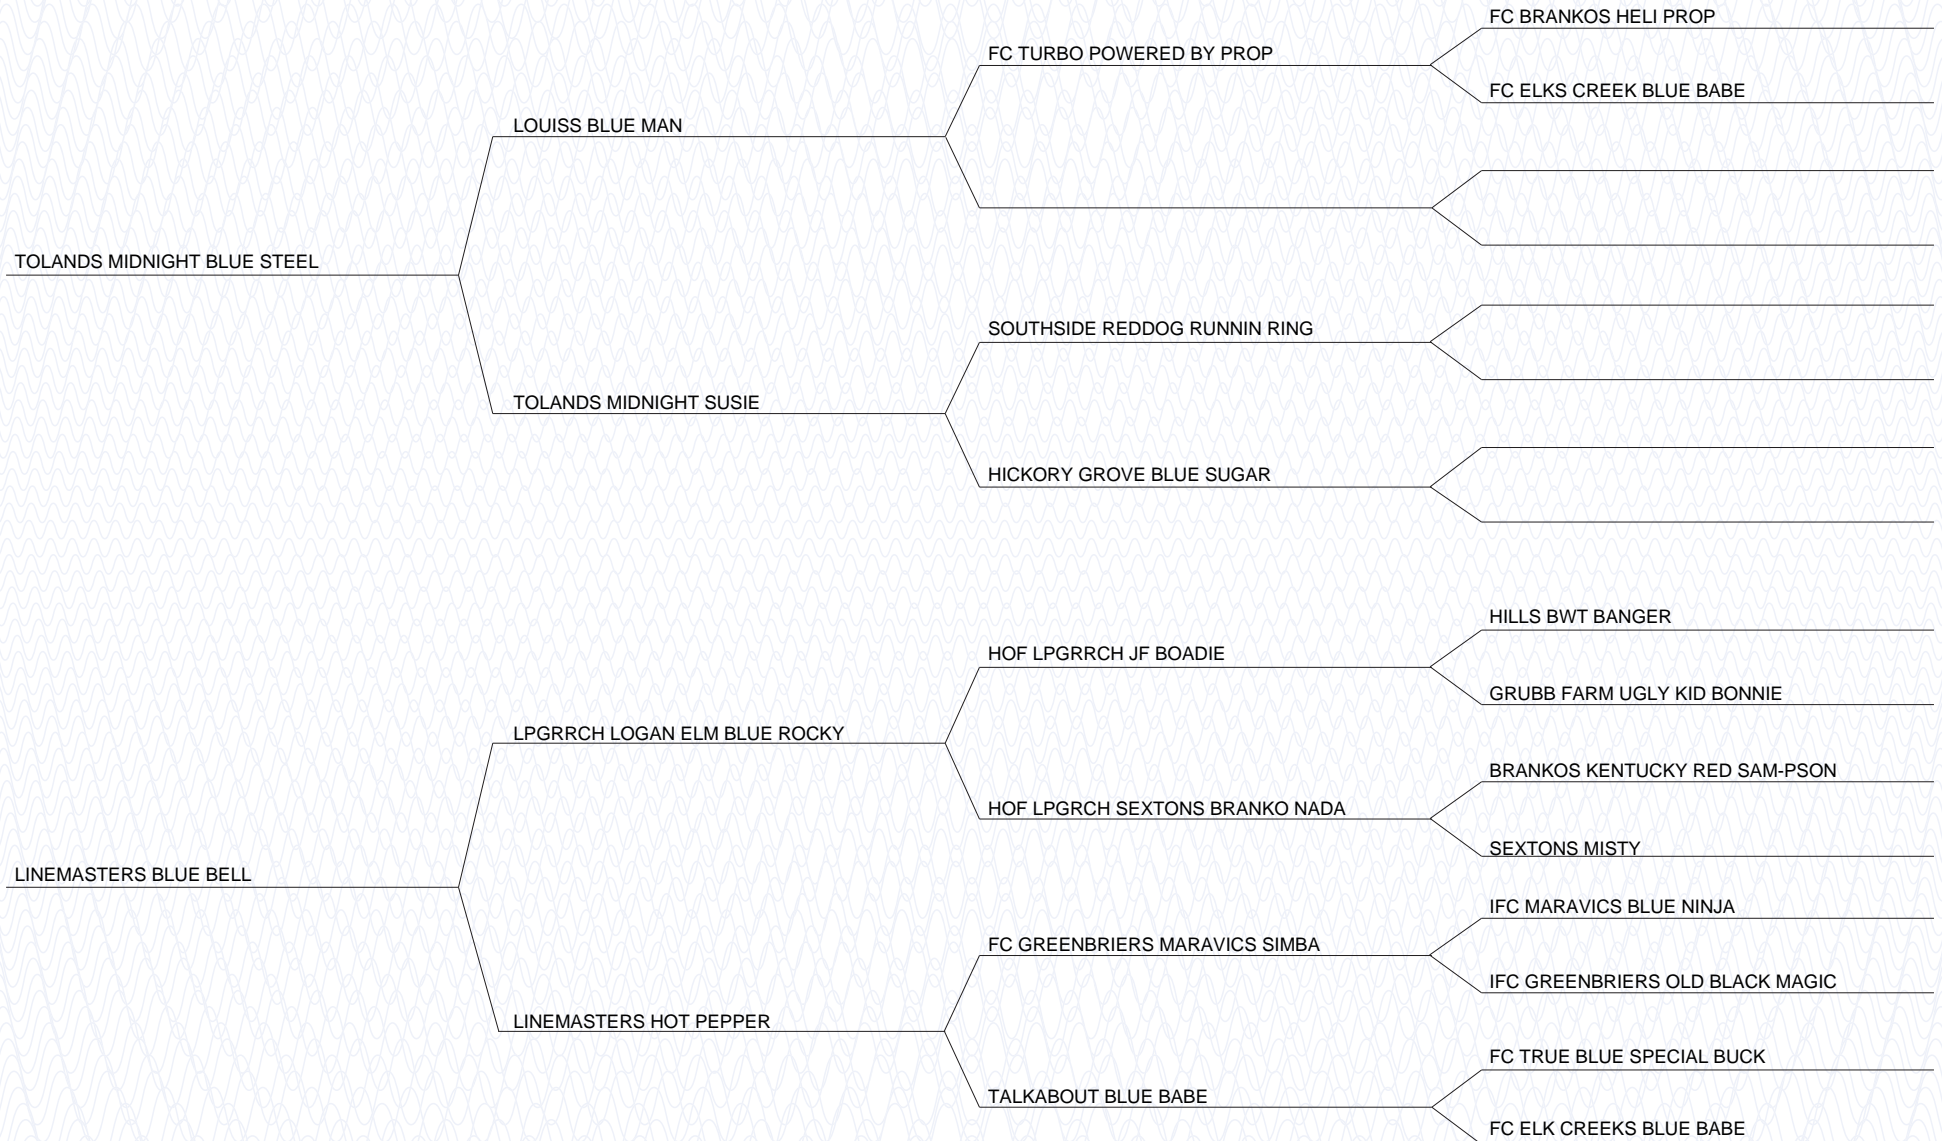 FC BRANKOS HELI PROP
FC TURBO POWERED BY PROP
FC ELKS CREEK BLUE BABE
LOUISS BLUE MAN
TOLANDS MIDNIGHT BLUE STEEL
SOUTHSIDE REDDOG RUNNIN RING
TOLANDS MIDNIGHT SUSIE
HICKORY GROVE BLUE SUGAR
HILLS BWT BANGER
HOF LPGRRCH JF BOADIE
GRUBB FARM UGLY KID BONNIE
LPGRRCH LOGAN ELM BLUE ROCKY
BRANKOS KENTUCKY RED SAM-PSON
HOF LPGRCH SEXTONS BRANKO NADA
SEXTONS MISTY
LINEMASTERS BLUE BELL
IFC MARAVICS BLUE NINJA
FC GREENBRIERS MARAVICS SIMBA
IFC GREENBRIERS OLD BLACK MAGIC
LINEMASTERS HOT PEPPER
FC TRUE BLUE SPECIAL BUCK
TALKABOUT BLUE BABE
FC ELK CREEKS BLUE BABE